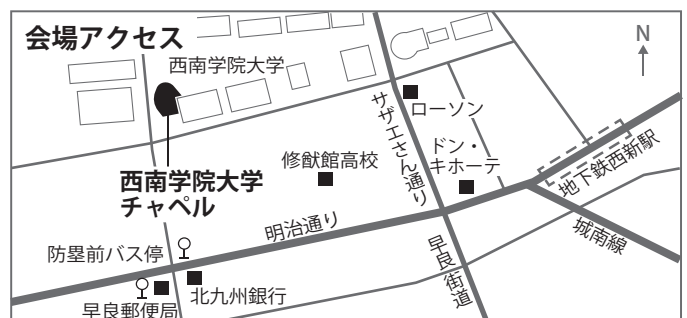 会場アクセス
N
西南学院大学
ローソン
サザエさん通り
ドン・
キホーテ
修猷館高校
地下鉄西新駅
西南学院大学
チャペル
明治通り
城南線
防塁前バス停
早良街道
北九州銀行
早良郵便局